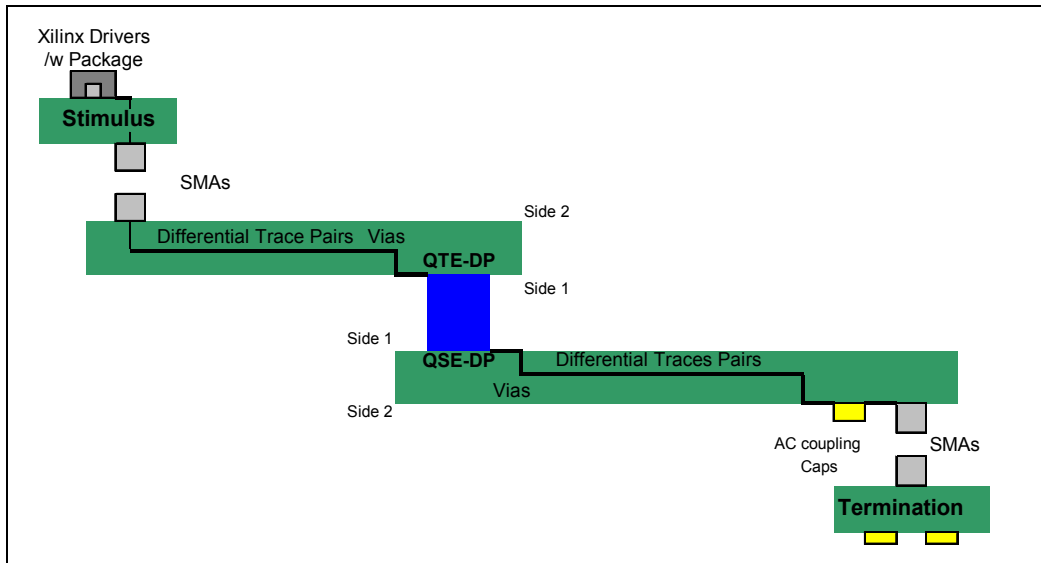 Xilinx Drivers
/w Package
Stimulus
SMAs
Side 2
Differential Trace Pairs Vias
QTE-DP
Side 1
Side 1
QSE-DP
Differential Traces Pairs
Vias
Side 2
AC coupling
Caps
SMAs
Termination